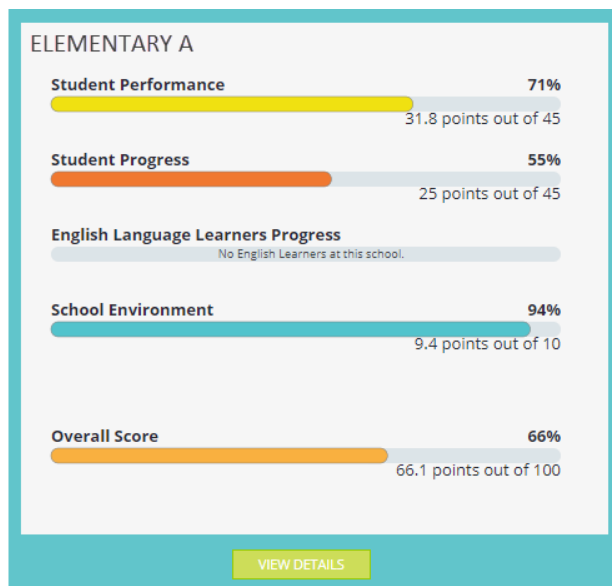 ELEMENTARY A
Student Performance 71%
31.8 points out of 45
Student Progress 55%
25 points out of 45
English Language Learners Progress
No English Learners at this school.
School Environment 94%
9.4 points out of 10
Overall Score 66%
66.1 points out of 100
VIEW DETAILS